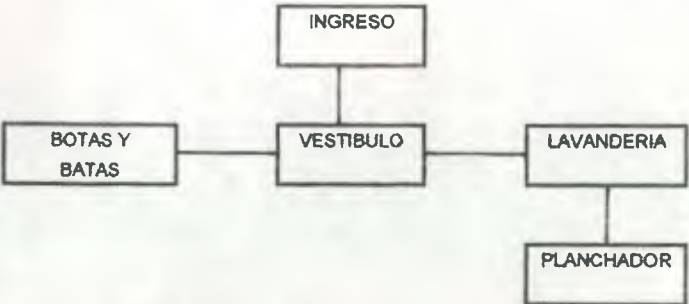 INGRESO
BOTAS Y
BATAS
VESTIBULO
LAVANDERIA
PLANCHADOR